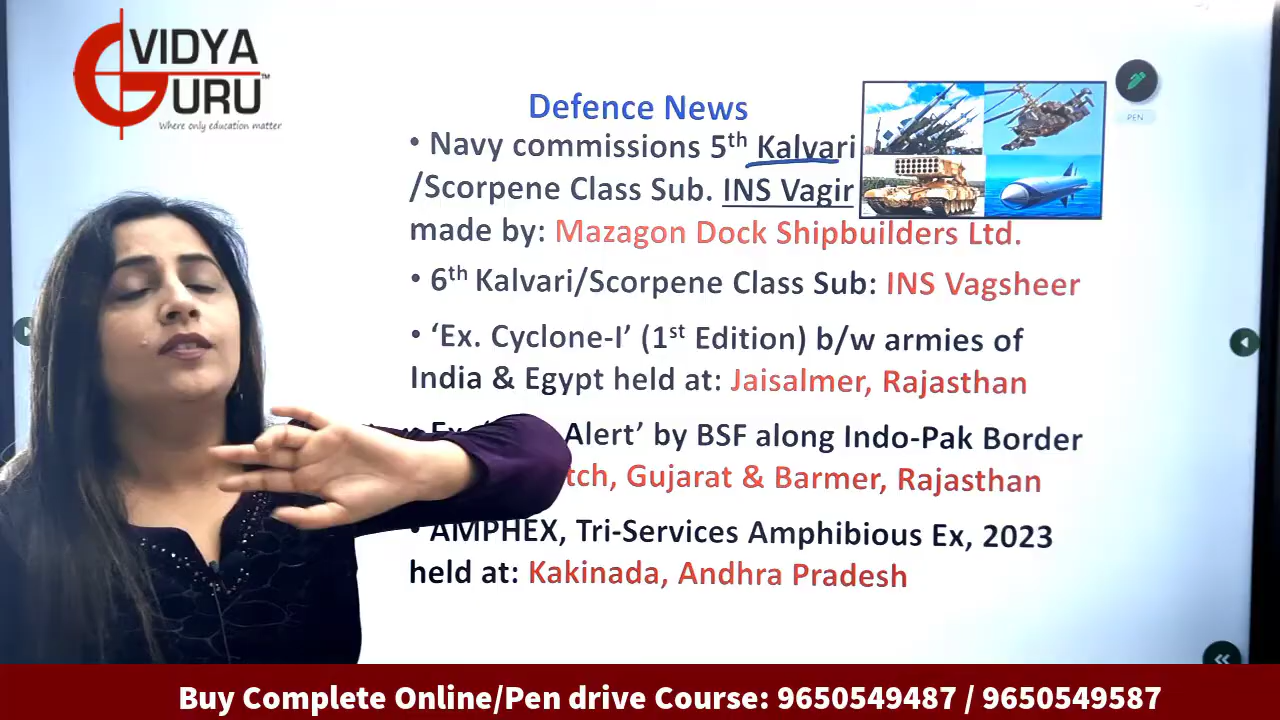 VIDYA
GURU™
Where only education matter
Defence News
• Navy commissions 5th Kalvari
/Scorpene Class Sub. INS Vagir
made by: Mazagon Dock Shipbuilders Ltd.
• 6th Kalvari/Scorpene Class Sub: INS Vagsheer
• ‘Ex. Cyclone-I’ (1st Edition) b/w armies of
India & Egypt held at: Jaisalmer, Rajasthan
• Ex. Alert’ by BSF along Indo-Pak Border
tch, Gujarat & Barmer, Rajasthan
• AMPHEX, Tri-Services Amphibious Ex, 2023
held at: Kakinada, Andhra Pradesh
PEN
Buy Complete Online/Pen drive Course: 9650549487 / 9650549587